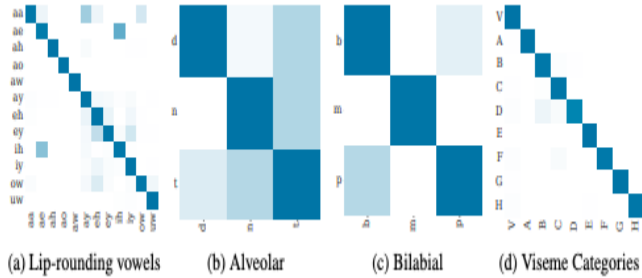 aa
ae
ah
ao
aw
ay
eh
ey
ih
iy
ow
uw
aa ae ah ao aw ay eh ey ih iy ow uw
d
n
t
d n t
b
m
p
b m p
V
A
B
C
D
E
F
G
H
V A B C D E F G H
(a) Lip-rounding vowels (b) Alveolar (c) Bilabial (d) Viseme Categories